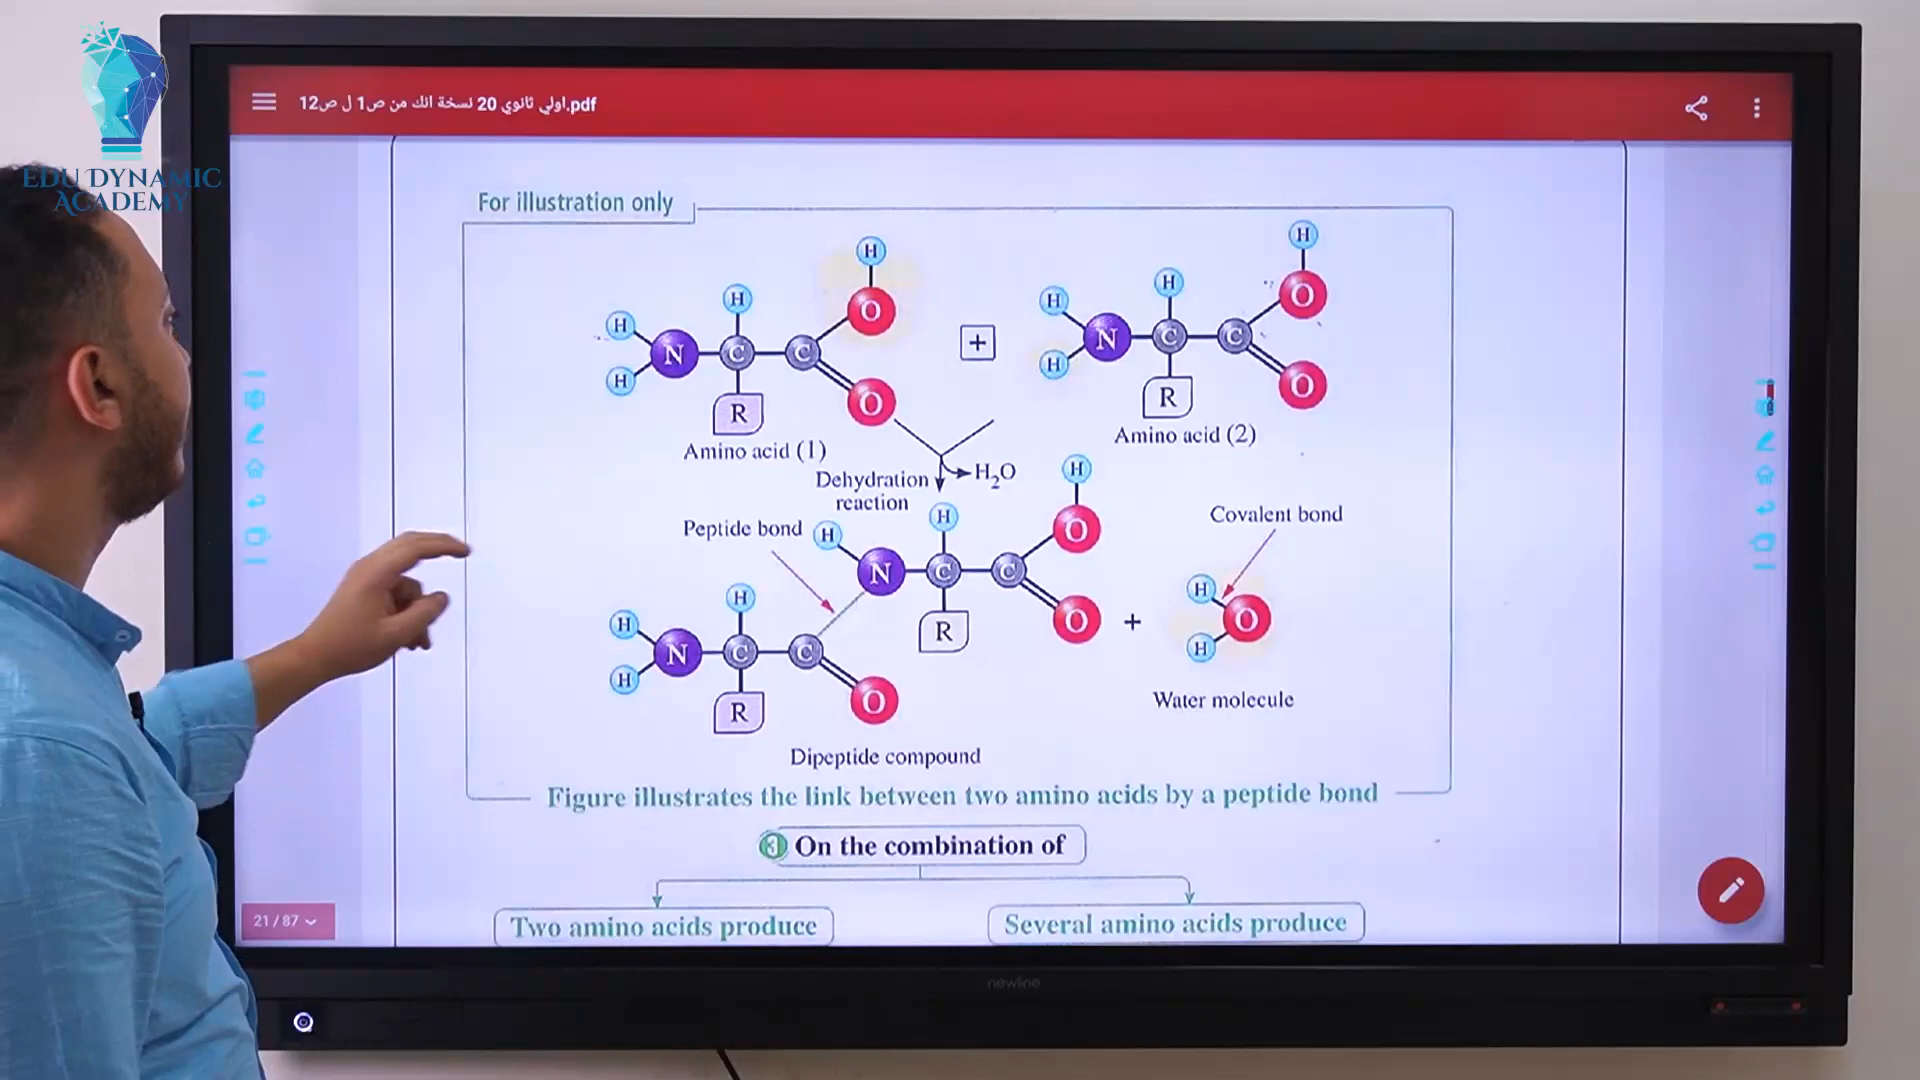 EDU DYNAMIC
ACADEMY
اولي ثانوي 20 نسخة انك من ص1 ل ص12.pdf
For illustration only
H
H
H
H
H
O
H
N
C
C
O
R
Amino acid (1)
+
H
H
N
C
C
O
O
R
Amino acid (2)
Dehydration
reaction
H₂O
Peptide bond
H
H
H
N
C
C
O
O
R
Covalent bond
H
H
H
N
C
C
O
R
+
H
O
H
Water molecule
Dipeptide compound
Figure illustrates the link between two amino acids by a peptide bond
3 On the combination of
Two amino acids produce
Several amino acids produce
21 / 87
newline